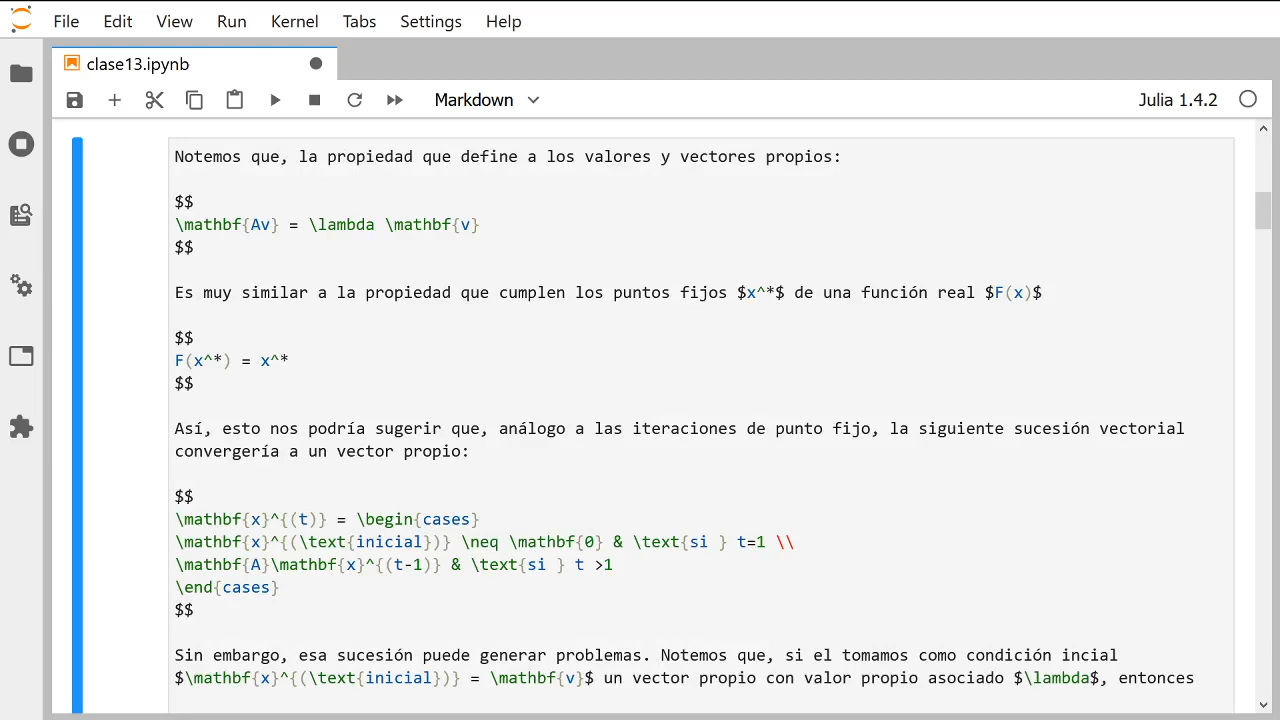 File Edit View Run Kernel Tabs Settings Help
clase13.ipynb
Markdown
Julia 1.4.2
Notemos que, la propiedad que define a los valores y vectores propios:
$$
\mathbf{Av} = \lambda \mathbf{v}
$$
Es muy similar a la propiedad que cumplen los puntos fijos $x^*$ de una función real $F(x)$
$$
F(x^*) = x^*
$$
Así, esto nos podría sugerir que, análogo a las iteraciones de punto fijo, la siguiente sucesión vectorial
convergería a un vector propio:
$$
\mathbf{x}^{(t)} = \begin{cases}
\mathbf{x}^{(\text{inicial})} \neq \mathbf{0} & \text{si } t=1 \\
\mathbf{A}\mathbf{x}^{(t-1)} & \text{si } t >1
\end{cases}
$$
Sin embargo, esa sucesión puede generar problemas. Notemos que, si el tomamos como condición incial
$\mathbf{x}^{(\text{inicial})} = \mathbf{v}$ un vector propio con valor propio asociado $\lambda$, entonces